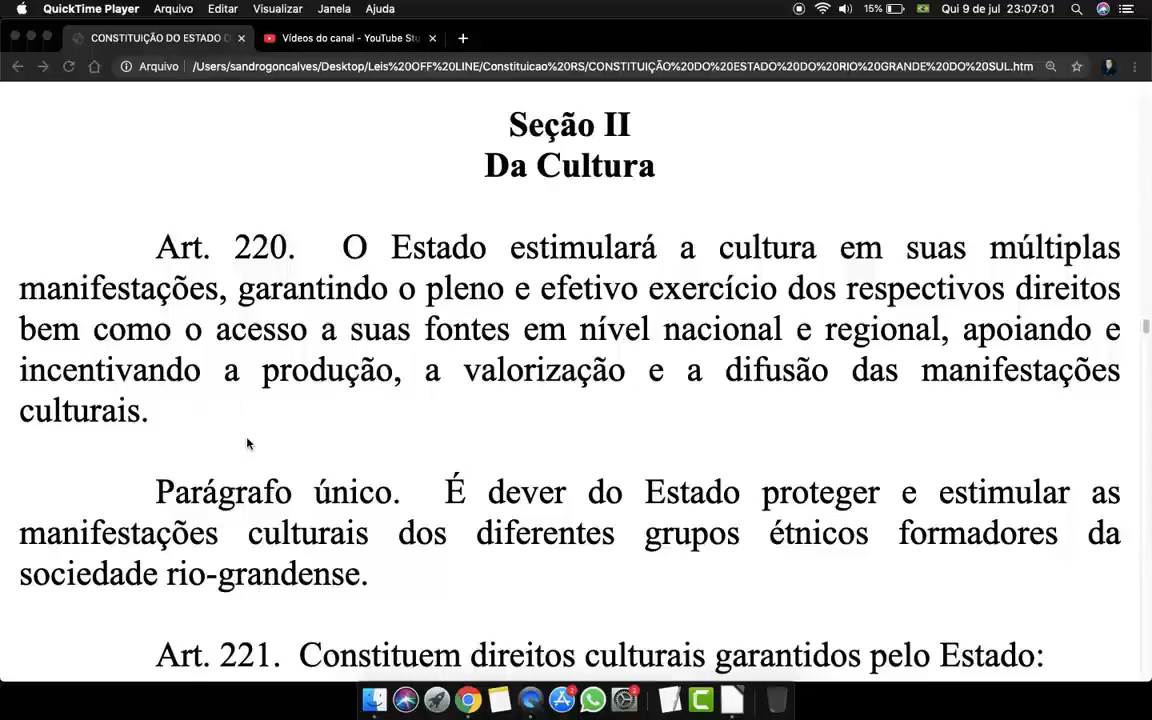 QuickTime Player Arquivo Editar Visualizar Janela Ajuda 15% Qui 9 de jul 23:07:01
CONSTITUIÇÃO DO ESTADO D Vídeos do canal - YouTube Stu
Arquivo /Users/sandrogoncalves/Desktop/Leis%20OFF%20LINE/Constituicao%20RS/CONSTITUIÇÃO%20DO%20ESTADO%20DO%20RIO%20GRANDE%20DO%20SUL.htm
Seção II
Da Cultura
Art. 220. O Estado estimulará a cultura em suas múltiplas
manifestações, garantindo o pleno e efetivo exercício dos respectivos direitos
bem como o acesso a suas fontes em nível nacional e regional, apoiando e
incentivando a produção, a valorização e a difusão das manifestações
culturais.
Parágrafo único. É dever do Estado proteger e estimular as
manifestações culturais dos diferentes grupos étnicos formadores da
sociedade rio-grandense.
Art. 221. Constituem direitos culturais garantidos pelo Estado: